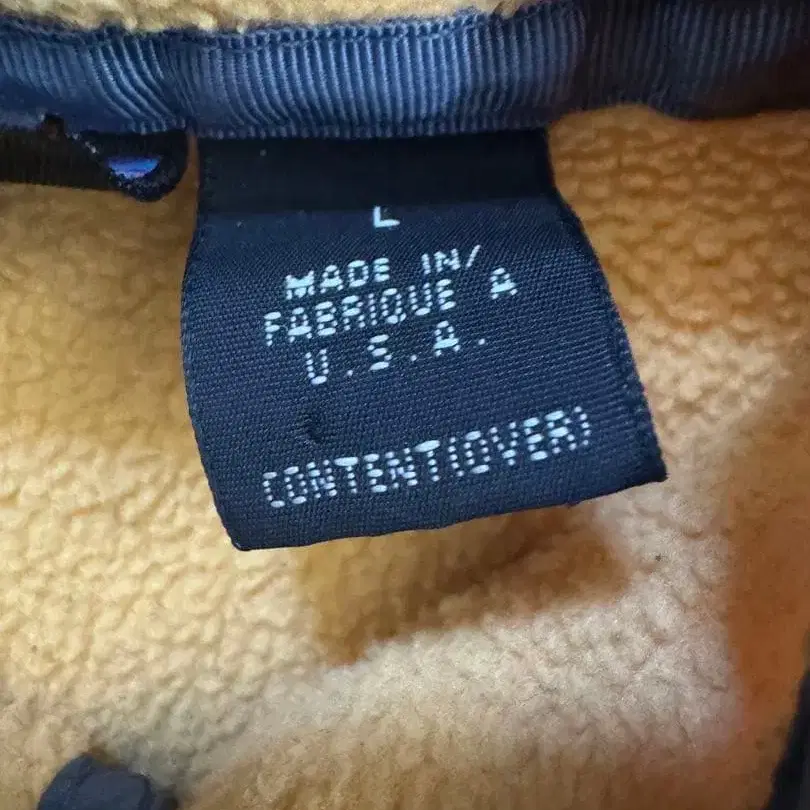 L
MADE IN/
FABRIQUE A
U.S.A.
CONTENT(OVER)